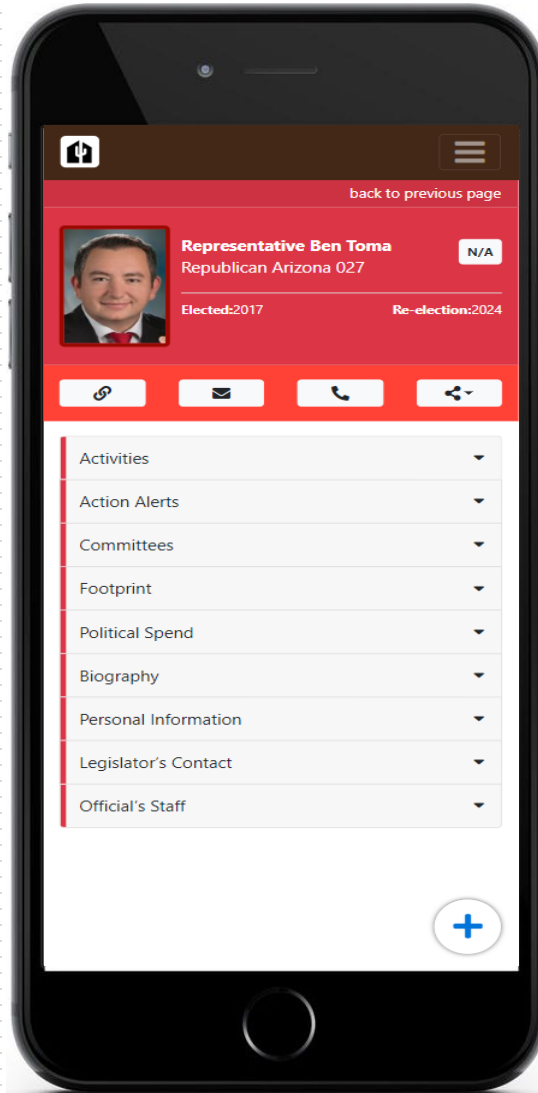 back to previous page
Representative Ben Toma
N/A
Republican Arizona 027
Elected:2017 Re-election:2024
Activities
Action Alerts
Committees
Footprint
Political Spend
Biography
Personal Information
Legislator's Contact
Official's Staff